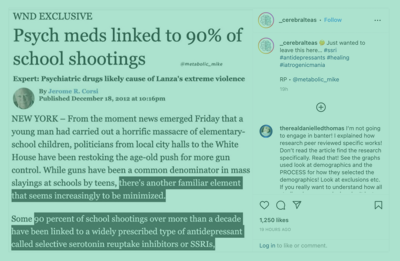 WND EXCLUSIVE
Psych meds linked to 90% of
school shootings
@metabolic_mike
Expert: Psychiatric drugs likely cause of Lanza's extreme violence
By Jerome R. Corsi
Published December 18, 2012 at 10:16pm
NEW YORK – From the moment news emerged Friday that a
young man had carried out a horrific massacre of elementary-
school children, politicians from local city halls to the White
House have been restoking the age-old push for more gun
control. While guns have been a common denominator in mass
slayings at schools by teens, there's another familiar element
that seems increasingly to be minimized.
Some 90 percent of school shootings over more than a decade
have been linked to a widely prescribed type of antidepressant
called selective serotonin reuptake inhibitors or SSRIs,
_cerebralteas • Follow
_cerebralteas Just wanted to
leave this here... #ssri
#antidepressants #healing
#iatrogenicmania
RP - @metabolic_mike
therealdanielledthomas I'm not
going to engage in banter! I explained how
research peer reviewed specific works!
Don't read the article find the research
specifically. Read that! See the graphs
used look at demographics and the
PROCESS for how they selected the
demographics! Look at exclusions etc.
If you really want to understand how all
1,250 likes
Log in to like or comment.